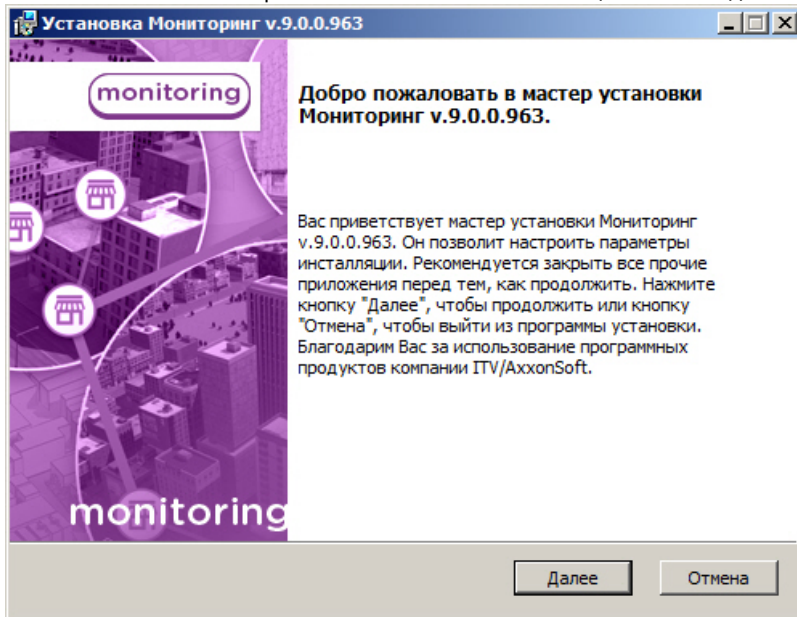 Установка Мониторинг v.9.0.0.963
monitoring
Добро пожаловать в мастер установки
Мониторинг v.9.0.0.963.
Вас приветствует мастер установки Мониторинг
v.9.0.0.963. Он позволит настроить параметры
инсталляции. Рекомендуется закрыть все прочие
приложения перед тем, как продолжить. Нажмите
кнопку "Далее", чтобы продолжить или кнопку
"Отмена", чтобы выйти из программы установки.
Благодарим Вас за использование программных
продуктов компании ITV/AxxonSoft.
monitoring
Далее
Отмена